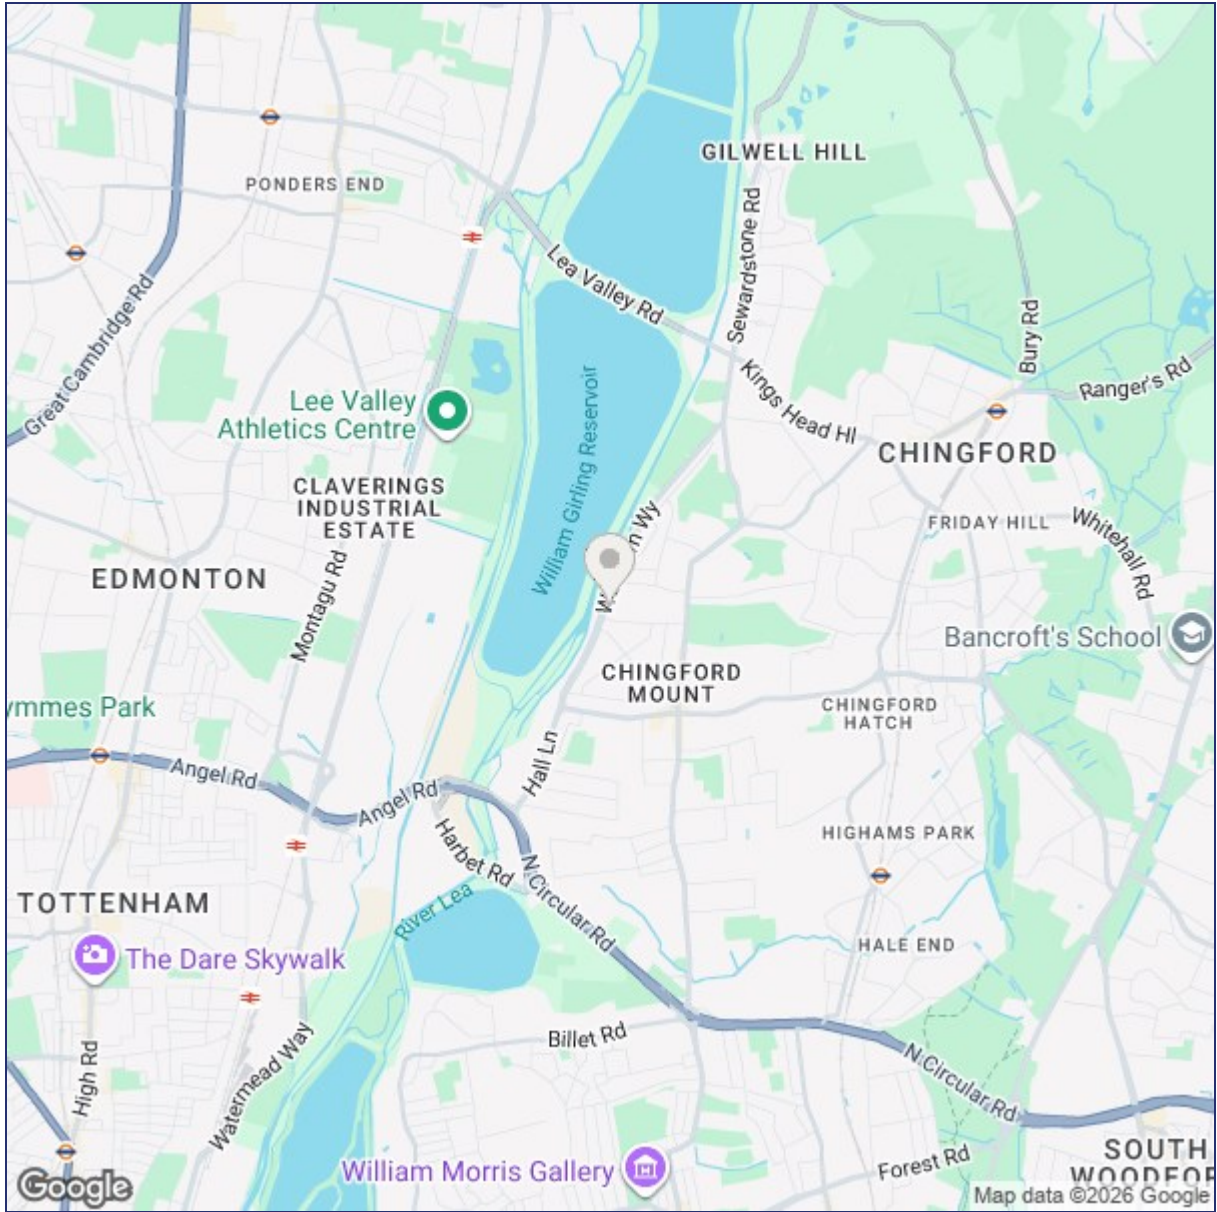 GILWELL HILL
PONDERS END
Sewardstone Rd
Lea Valley Rd
Great Cambridge Rd
Bury Rd
Ranger's Rd
Kings Head Hl
Lee Valley
Athletics Centre
William Girling Reservoir
CHINGFORD
CLAVERINGS
INDUSTRIAL
ESTATE
FRIDAY HILL
Whitehall Rd
EDMONTON
Montagu Rd
Bancroft's School
CHINGFORD
MOUNT
CHINGFORD
HATCH
ymmes Park
Hall Ln
Angel Rd
Angel Rd
Harbet Rd
HIGHAMS PARK
N Circular Rd
River Lea
TOTTENHAM
The Dare Skywalk
HALE END
Billet Rd
High Rd
Watermead Way
N Circular Rd
SOUTH
WOODFOR
Forest Rd
William Morris Gallery
Google
Map data ©2026 Google